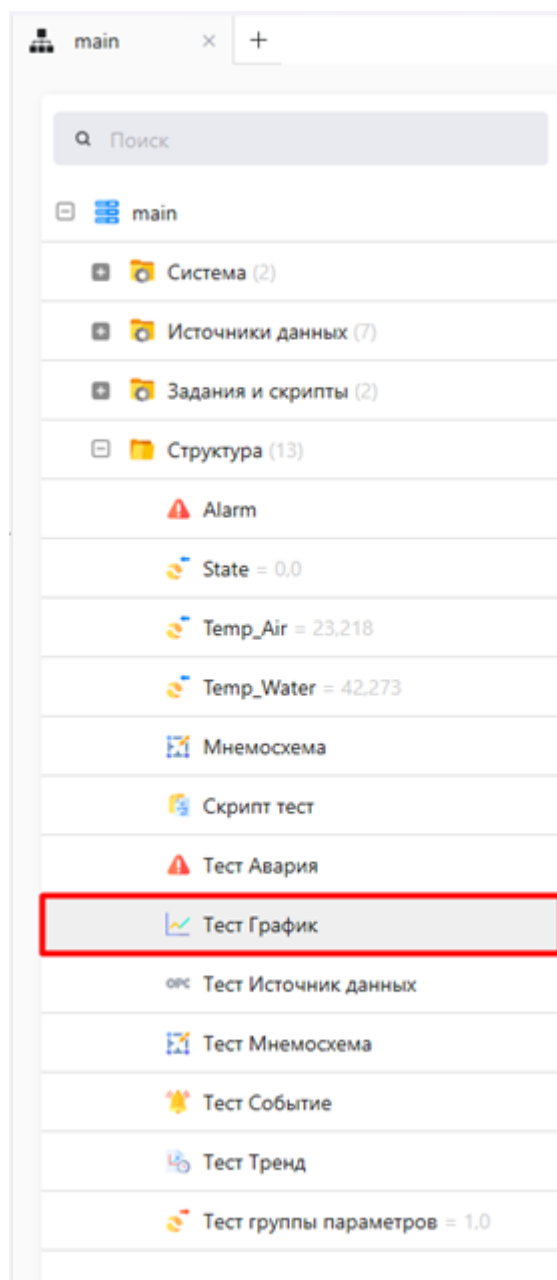 main × +
Поиск
main
Система (2)
Источники данных (7)
Задания и скрипты (2)
Структура (13)
Alarm
State = 0,0
Temp_Air = 23,218
Temp_Water = 42,273
Мнемосхема
Скрипт тест
Тест Авария
Тест График
OPC Тест Источник данных
Тест Мнемосхема
Тест Событие
Тест Тренд
Тест группы параметров = 1,0